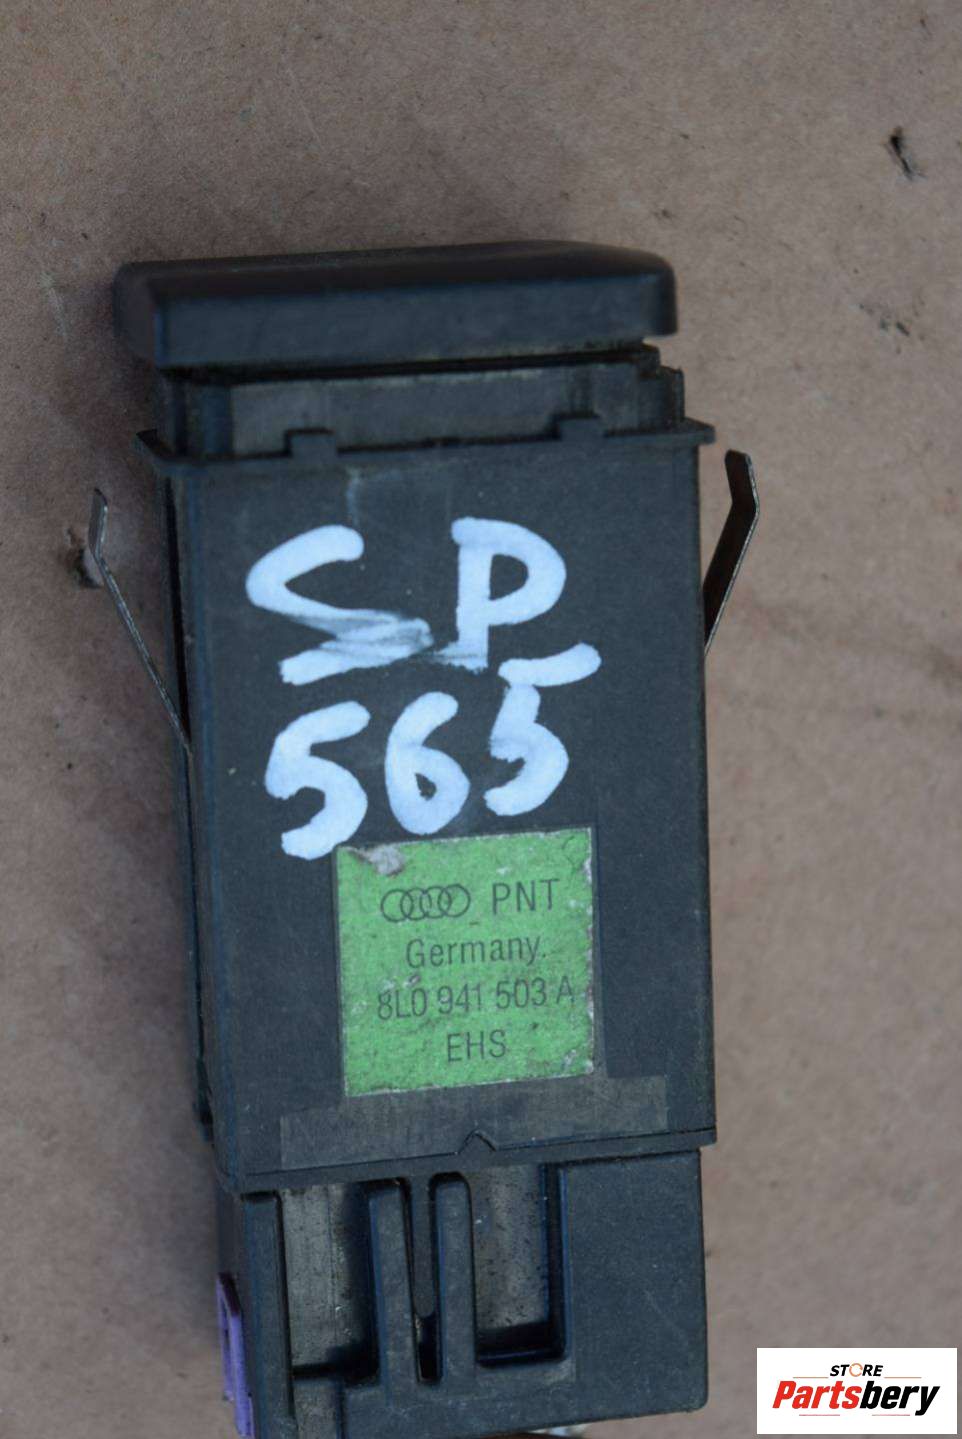 SP
565
PNT
Germany.
8L0 941 503 A
EHS
STORE
Partsbery